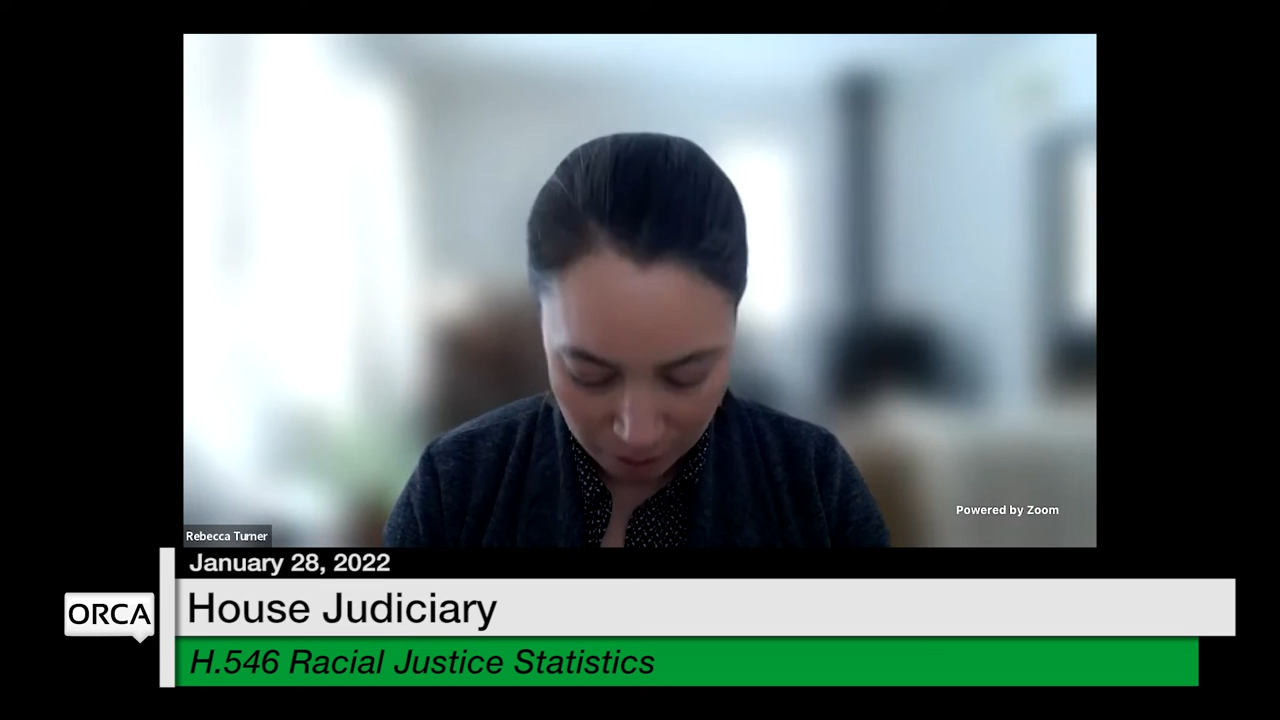 Powered by Zoom
Rebecca Turner
January 28, 2022
ORCA
House Judiciary
H.546 Racial Justice Statistics